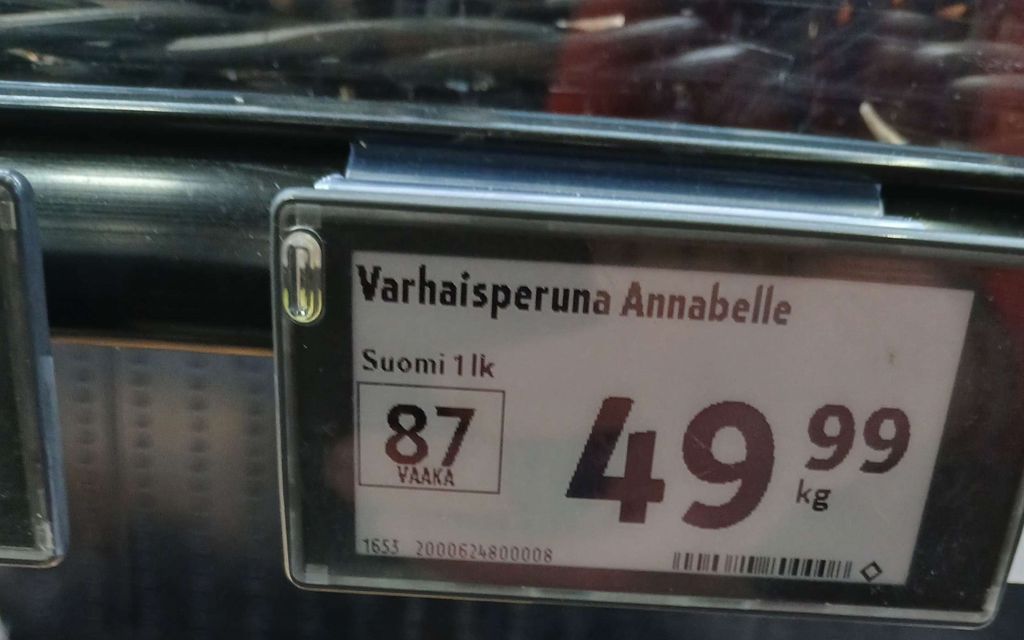 Varhaisperuna Annabelle
Suomi 1 lk
87
VAAKA
49 99
kg
1653 2000624800008